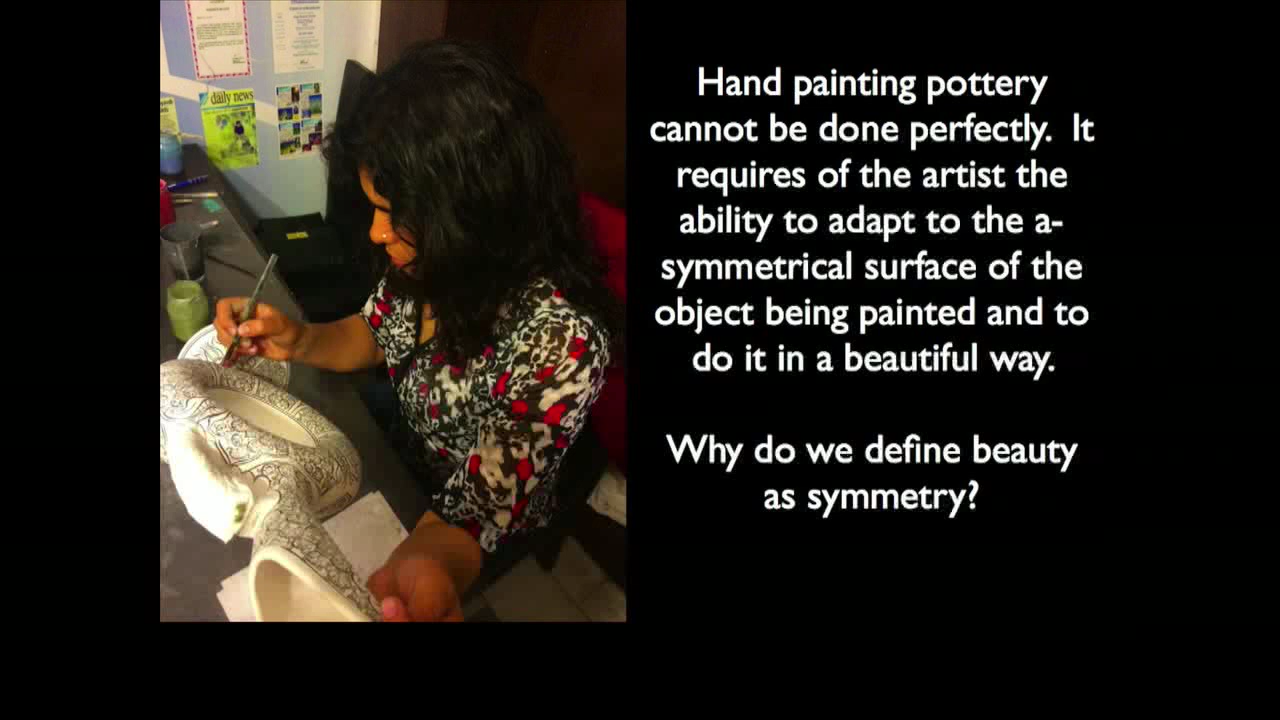 daily news
Hand painting pottery
cannot be done perfectly.  It
requires of the artist the
ability to adapt to the a-
symmetrical surface of the
object being painted and to
do it in a beautiful way.
Why do we define beauty
as symmetry?